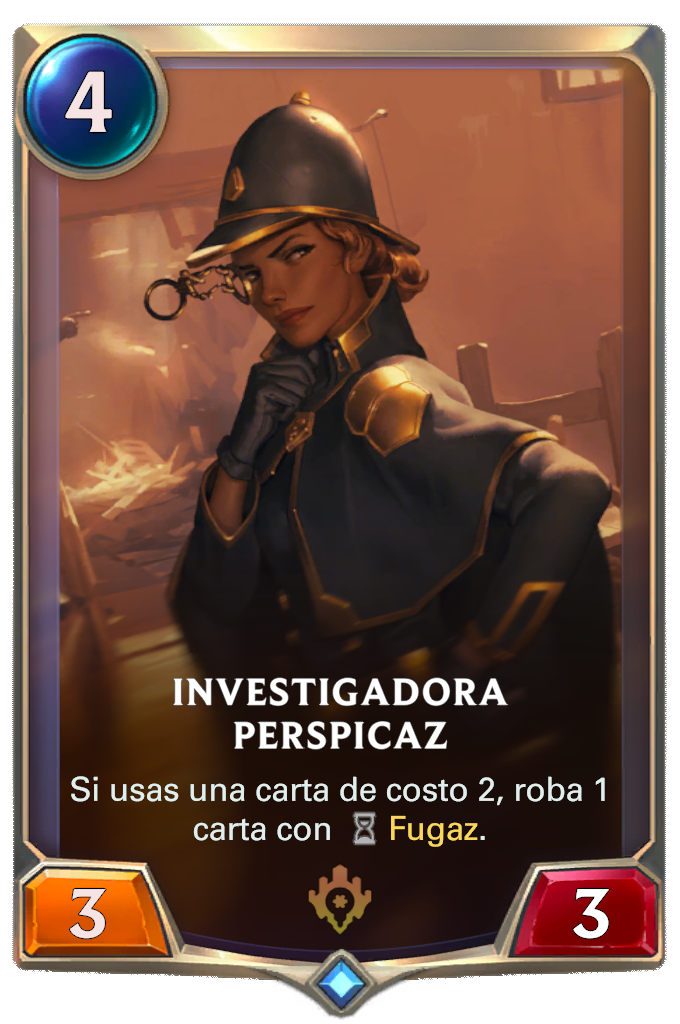 4
INVESTIGADORA
PERSPICAZ
Si usas una carta de costo 2, roba 1
carta con Fugaz.
3 3